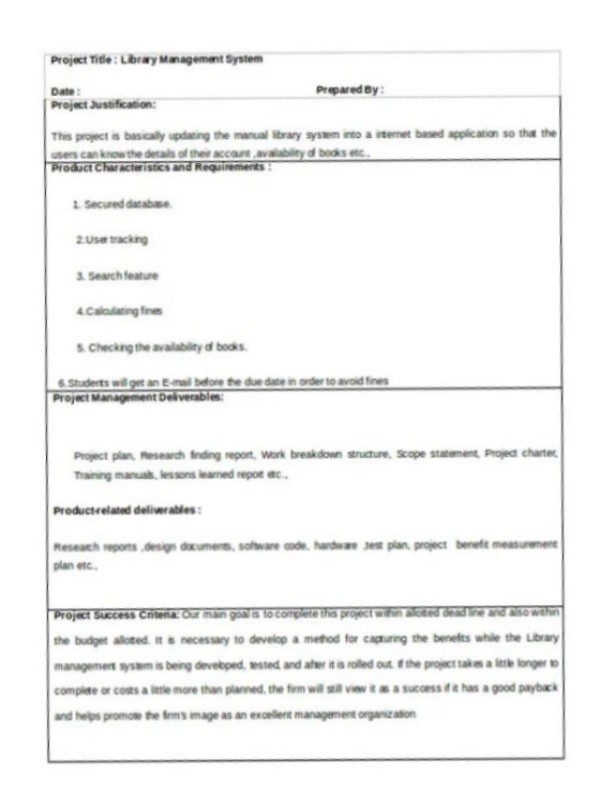 Project Title : Library Management System
Date : Prepared By :
Project Justification:
This project is basically updating the manual library system into a internet based application so that the
users can know the details of their account ,availability of books etc.,
Product Characteristics and Requirements :
1. Secured database.
2.User tracking
3. Search feature
4.Calculating fines
5. Checking the availability of books.
6.Students will get an E-mail before the due date in order to avoid fines
Project Management Deliverables:
Project plan, Research finding report, Work breakdown structure, Scope statement, Project charter,
Training manuals, lessons learned report etc.,
Product-related deliverables :
Research reports ,design documents, software code, hardware ,test plan, project benefit measurement
plan etc.,
Project Success Criteria: Our main goal is to complete this project within allotted dead line and also within
the budget allotted. It is necessary to develop a method for capturing the benefits while the Library
management system is being developed, tested, and after it is rolled out. If the project takes a little longer to
complete or costs a little more than planned, the firm will still view it as a success if it has a good payback
and helps promote the firm's image as an excellent management organization